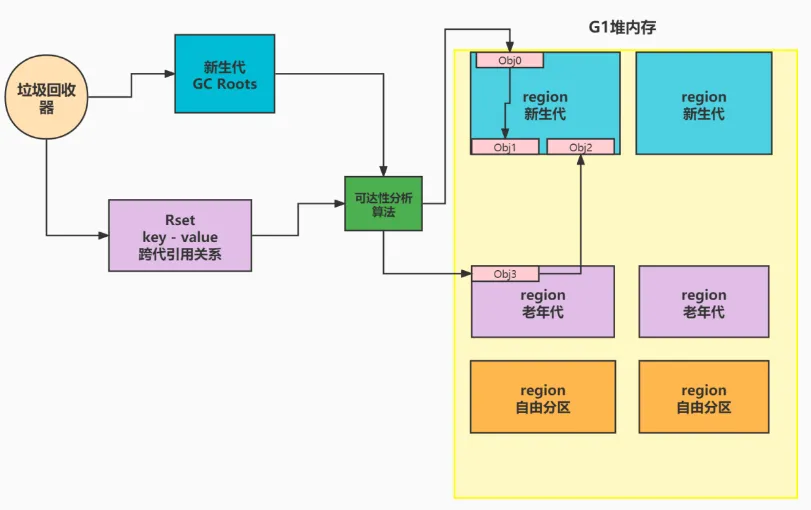 G1堆内存
垃圾回收
器
新生代
GC Roots
Rset
key - value
跨代引用关系
可达性分析
算法
Obj0
region
新生代
Obj1
Obj2
region
新生代
Obj3
region
老年代
region
老年代
region
自由分区
region
自由分区